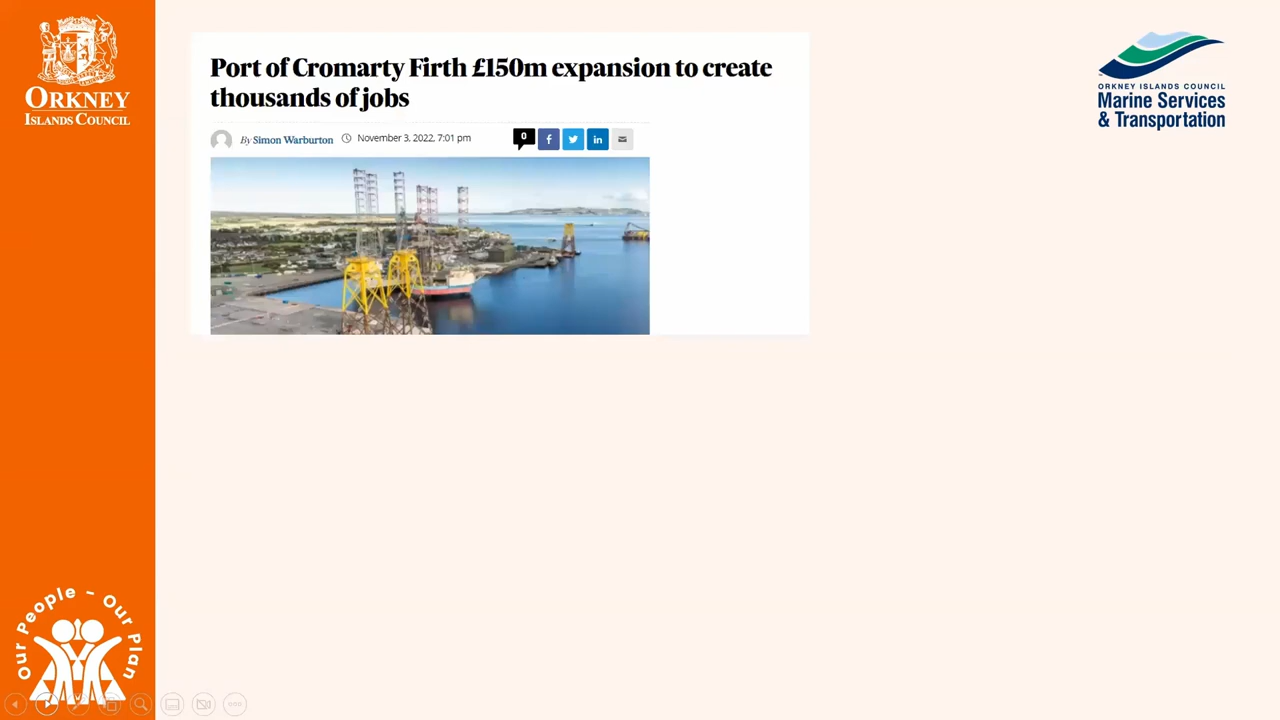 ORKNEY
ISLANDS COUNCIL
Port of Cromarty Firth £150m expansion to create
thousands of jobs
By Simon Warburton November 3, 2022, 7:01 pm 0
ORKNEY ISLANDS COUNCIL
Marine Services
& Transportation
Our People - Our Plan